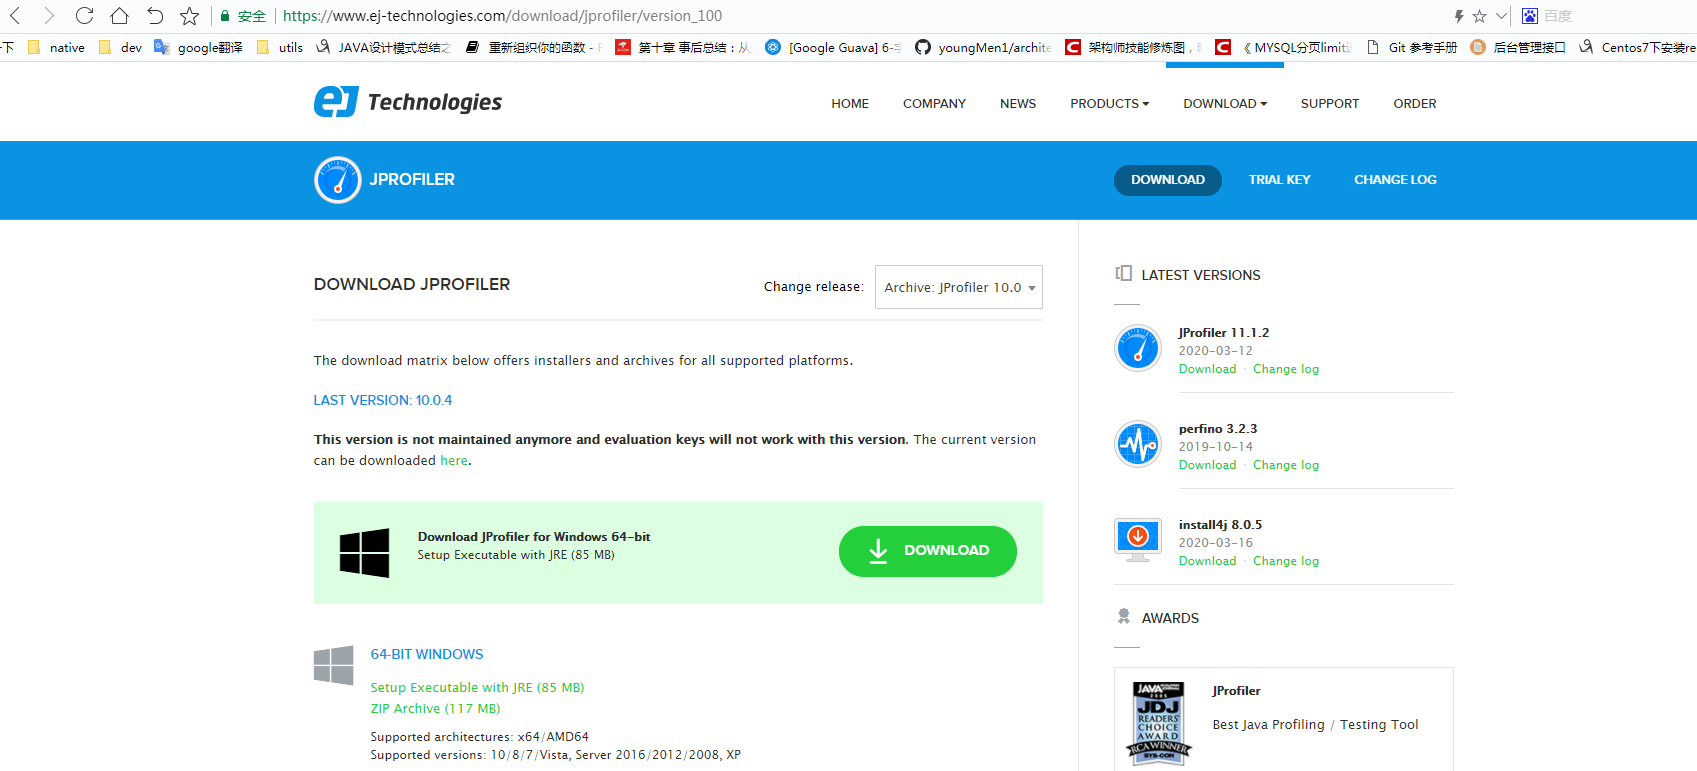 安全
https://www.ej-technologies.com/download/jprofiler/version_100
百度
下
native
dev
google翻译
utils
JAVA设计模式总结之
重新组织你的函数 -
第十章 事后总结：从
[Google Guava] 6-
youngMen1/archite
架构师技能修炼图，
《 MYSQL分页limit
Git 参考手册
后台管理接口
Centos7下安装re
ej Technologies
HOME
COMPANY
NEWS
PRODUCTS
DOWNLOAD
SUPPORT
ORDER
JPROFILER
DOWNLOAD
TRIAL KEY
CHANGE LOG
DOWNLOAD JPROFILER
Change release:
Archive: JProfiler 10.0
The download matrix below offers installers and archives for all supported platforms.
LAST VERSION: 10.0.4
This version is not maintained anymore and evaluation keys will not work with this version. The current version
can be downloaded here.
Download JProfiler for Windows 64-bit
Setup Executable with JRE (85 MB)
DOWNLOAD
64-BIT WINDOWS
Setup Executable with JRE (85 MB)
ZIP Archive (117 MB)
Supported architectures: x64/AMD64
Supported versions: 10/8/7/Vista, Server 2016/2012/2008, XP
LATEST VERSIONS
JProfiler 11.1.2
2020-03-12
Download · Change log
perfino 3.2.3
2019-10-14
Download · Change log
install4j 8.0.5
2020-03-16
Download · Change log
AWARDS
JAVA
JDJ
READERS'
CHOICE
AWARD
SYS-CON
JProfiler
Best Java Profiling / Testing Tool